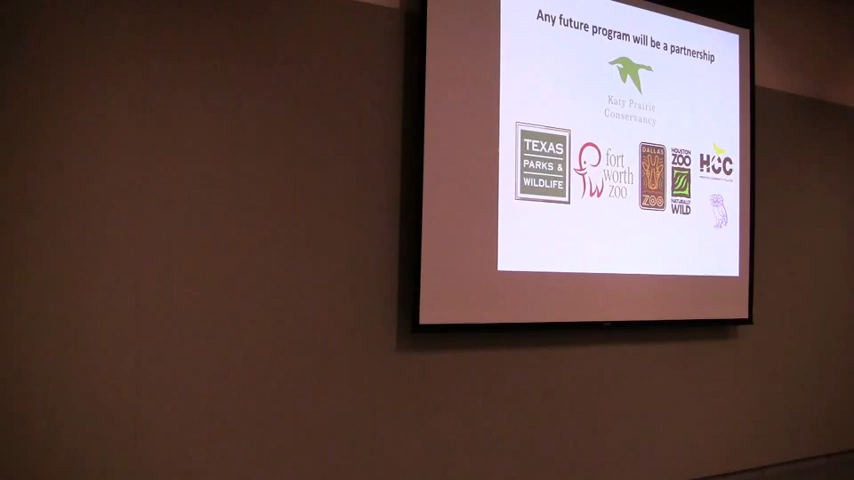 Any future program will be a partnership
Katy Prairie
Conservancy
TEXAS
PARKS &
WILDLIFE
fort
worth
zoo
DALLAS
ZOO
HOUSTON
ZOO
NATURALLY
WILD
HCC